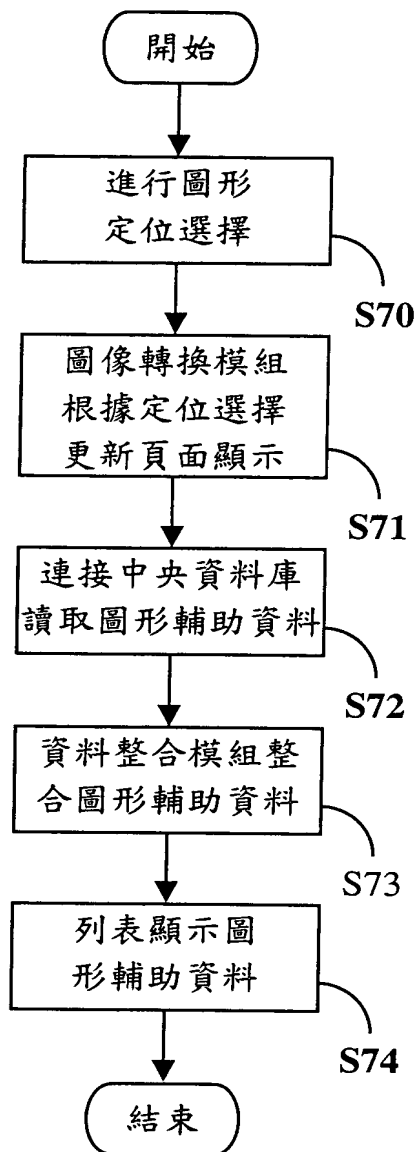 開始
進行圖形
定位選擇
S70
圖像轉換模組
根據定位選擇
更新頁面顯示
S71
連接中央資料庫
讀取圖形輔助資料
S72
資料整合模組整
合圖形輔助資料
S73
列表顯示圖
形輔助資料
S74
結束